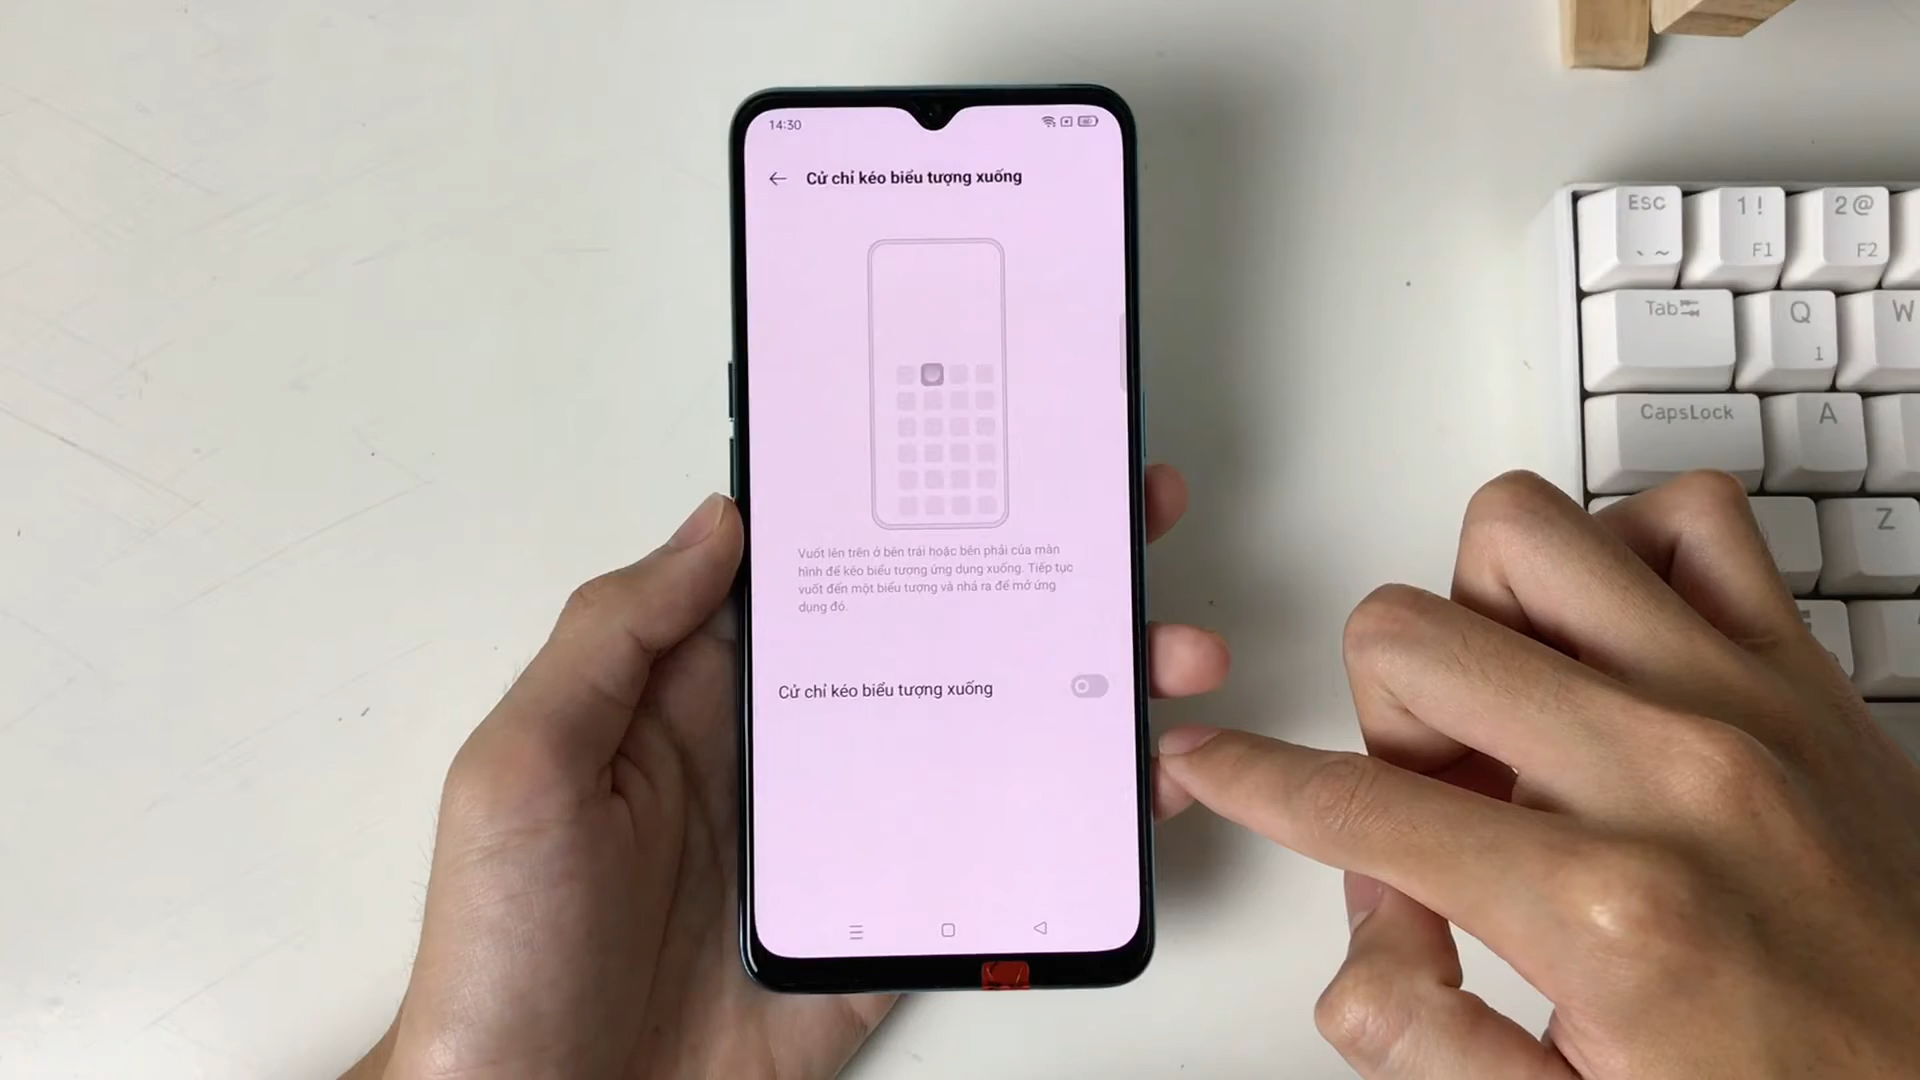 14:30
Cử chỉ kéo biểu tượng xuống
Vuốt lên trên ở bên trái hoặc bên phải của màn
hình để kéo biểu tượng ứng dụng xuống. Tiếp tục
vuốt đến một biểu tượng và nhả ra để mở ứng
dụng đó.
Cử chỉ kéo biểu tượng xuống
Esc 1 ! 2 @
、 ~ F1 F2
Tab Q W
1
CapsLock A
Z